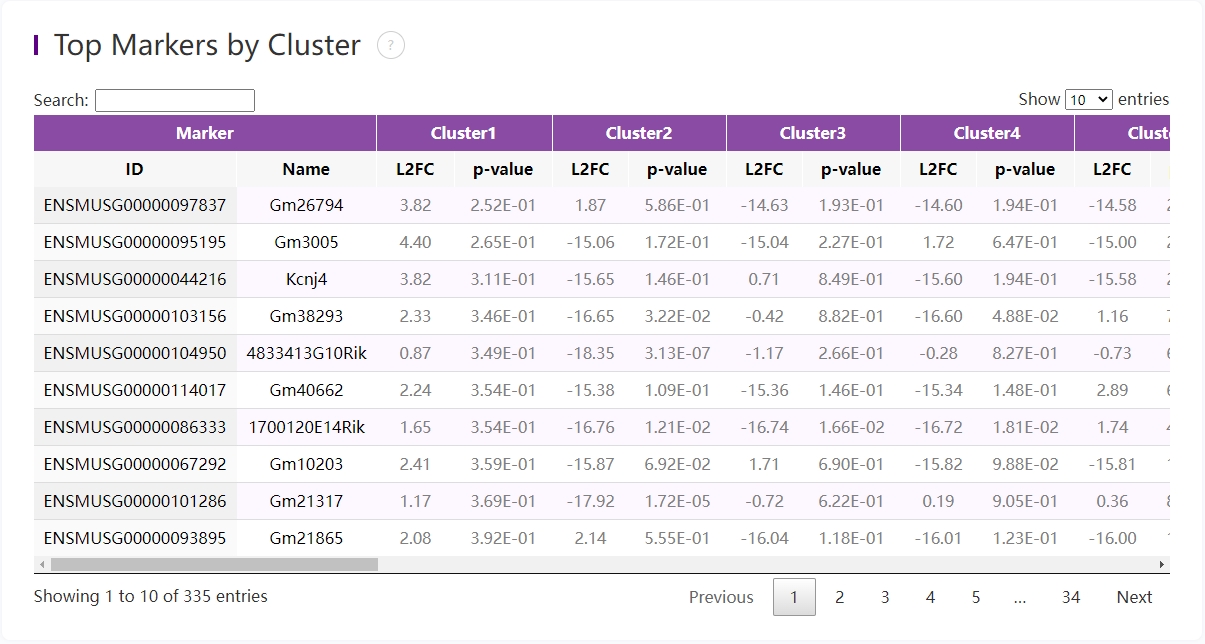 Top Markers by Cluster ?
Search: Show 10 entries
Marker Cluster1 Cluster2 Cluster3 Cluster4
ID Name L2FC p-value L2FC p-value L2FC p-value L2FC p-value L2FC
ENSMUSG00000097837 Gm26794 3.82 2.52E-01 1.87 5.86E-01 -14.63 1.93E-01 -14.60 1.94E-01 -14.58
ENSMUSG00000095195 Gm3005 4.40 2.65E-01 -15.06 1.72E-01 -15.04 2.27E-01 1.72 6.47E-01 -15.00
ENSMUSG00000044216 Kcnj4 3.82 3.11E-01 -15.65 1.46E-01 0.71 8.49E-01 -15.60 1.94E-01 -15.58
ENSMUSG00000103156 Gm38293 2.33 3.46E-01 -16.65 3.22E-02 -0.42 8.82E-01 -16.60 4.88E-02 1.16
ENSMUSG00000104950 4833413G10Rik 0.87 3.49E-01 -18.35 3.13E-07 -1.17 2.66E-01 -0.28 8.27E-01 -0.73
ENSMUSG00000114017 Gm40662 2.24 3.54E-01 -15.38 1.09E-01 -15.36 1.46E-01 -15.34 1.48E-01 2.89
ENSMUSG00000086333 1700120E14Rik 1.65 3.54E-01 -16.76 1.21E-02 -16.74 1.66E-02 -16.72 1.81E-02 1.74
ENSMUSG00000067292 Gm10203 2.41 3.59E-01 -15.87 6.92E-02 1.71 6.90E-01 -15.82 9.88E-02 -15.81
ENSMUSG00000101286 Gm21317 1.17 3.69E-01 -17.92 1.72E-05 -0.72 6.22E-01 0.19 9.05E-01 0.36
ENSMUSG00000093895 Gm21865 2.08 3.92E-01 2.14 5.55E-01 -16.04 1.18E-01 -16.01 1.23E-01 -16.00
Showing 1 to 10 of 335 entries Previous 1 2 3 4 5 ... 34 Next